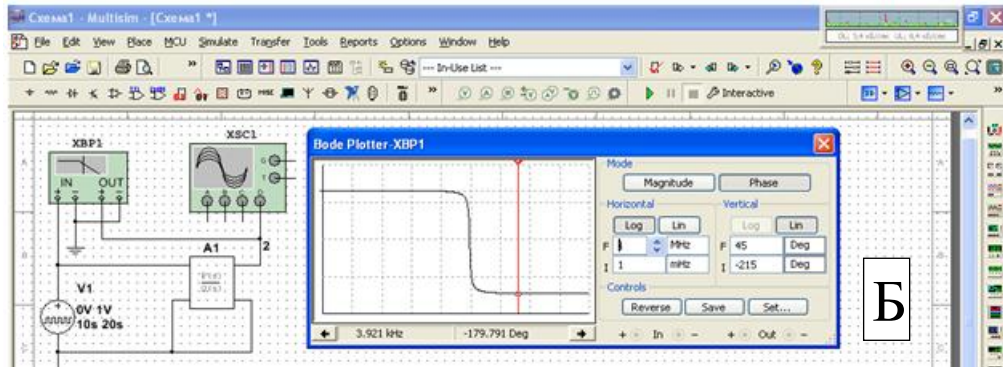 Схема1 - Multisim - [Схема1 *]
File Edit View Place MCU Simulate Transfer Tools Reports Options Window Help
--- In-Use List ---
Interactive
XBP1
IN OUT
XSC1
G
T
A B C D
A1
2
V1
0V 1V
10s 20s
Bode Plotter-XBP1
Mode
Magnitude Phase
Horizontal Vertical
Log Lin Log Lin
F 1 MHz F 45 Deg
I 1 mHz I -215 Deg
Controls
Reverse Save Set...
3.921 kHz -179.791 Deg + In - + Out -
Б